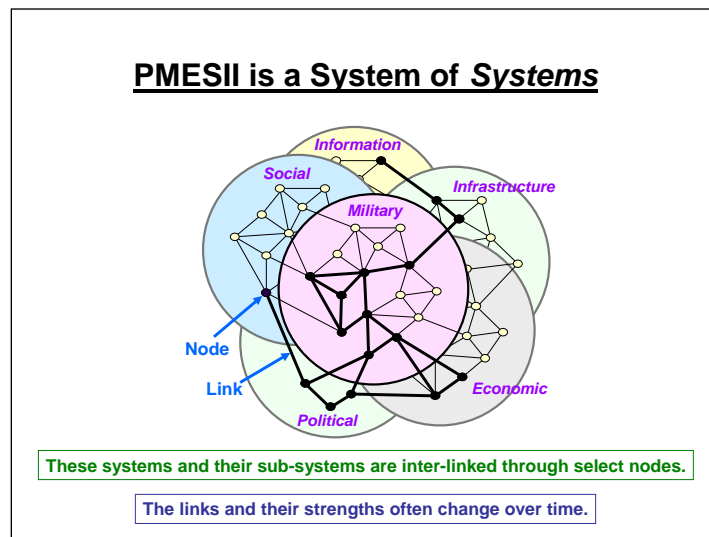 PMESII is a System of Systems
Information
Social
Infrastructure
Military
Node
Link
Economic
Political
These systems and their sub-systems are inter-linked through select nodes.
The links and their strengths often change over time.